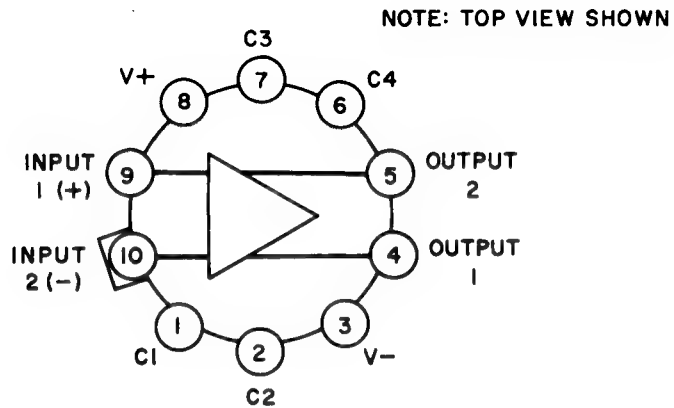 NOTE: TOP VIEW SHOWN
C3
V+ 7 C4
8 6
INPUT
1 (+)
9 5 OUTPUT
2
INPUT
2 (-)
10 4 OUTPUT
1
1 3
C1 2 V-
C2